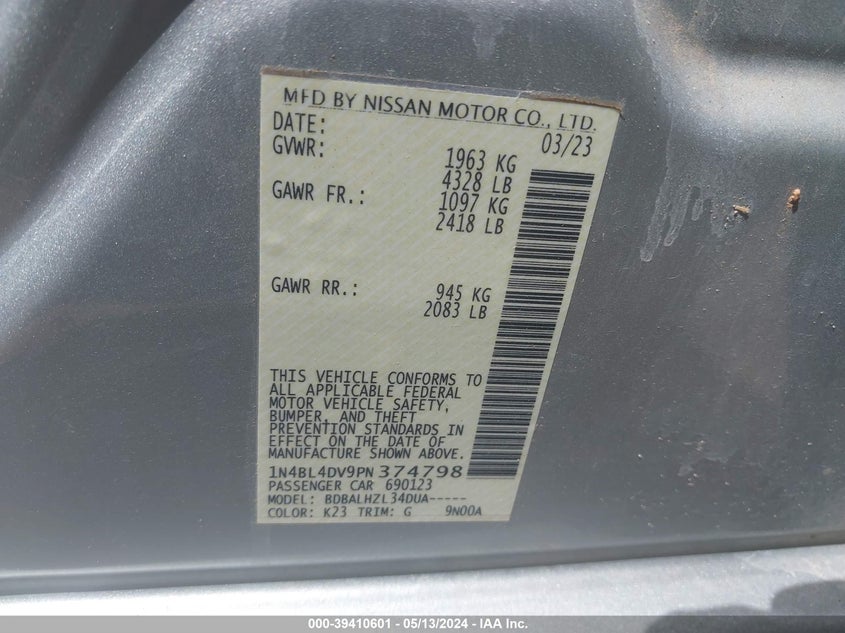 MFD BY NISSAN MOTOR CO., LTD.
DATE: 03/23
GVWR: 1963 KG
4328 LB
GAWR FR.: 1097 KG
2418 LB
GAWR RR.: 945 KG
2083 LB
THIS VEHICLE CONFORMS TO
ALL APPLICABLE FEDERAL
MOTOR VEHICLE SAFETY,
BUMPER, AND THEFT
PREVENTION STANDARDS IN
EFFECT ON THE DATE OF
MANUFACTURE SHOWN ABOVE.
1N4BL4DV9PN374798
PASSENGER CAR 690123
MODEL: BDBALHZL34DUA-----
COLOR: K23 TRIM: G 9N00A
000-39410601 - 05/13/2024 - IAA Inc.